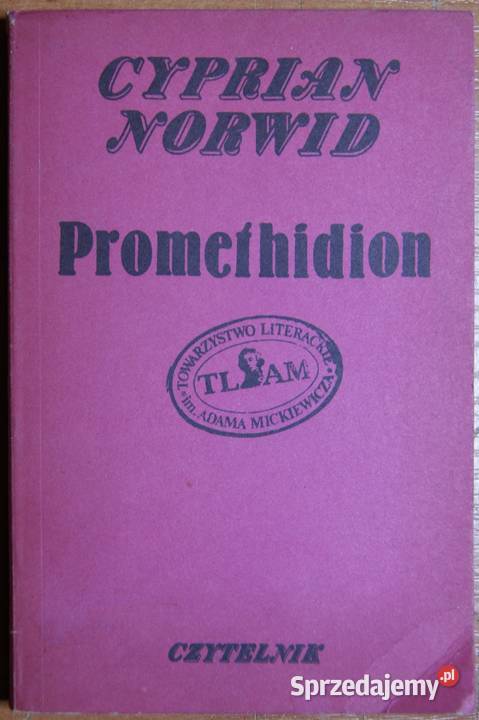 CYPRIAN
NORWID
Promethidion
TOWARZYSTWO LITERACKIE
TL AM
im. ADAMA MICKIEWICZA
CZYTELNIK
Sprzedajemy.pl